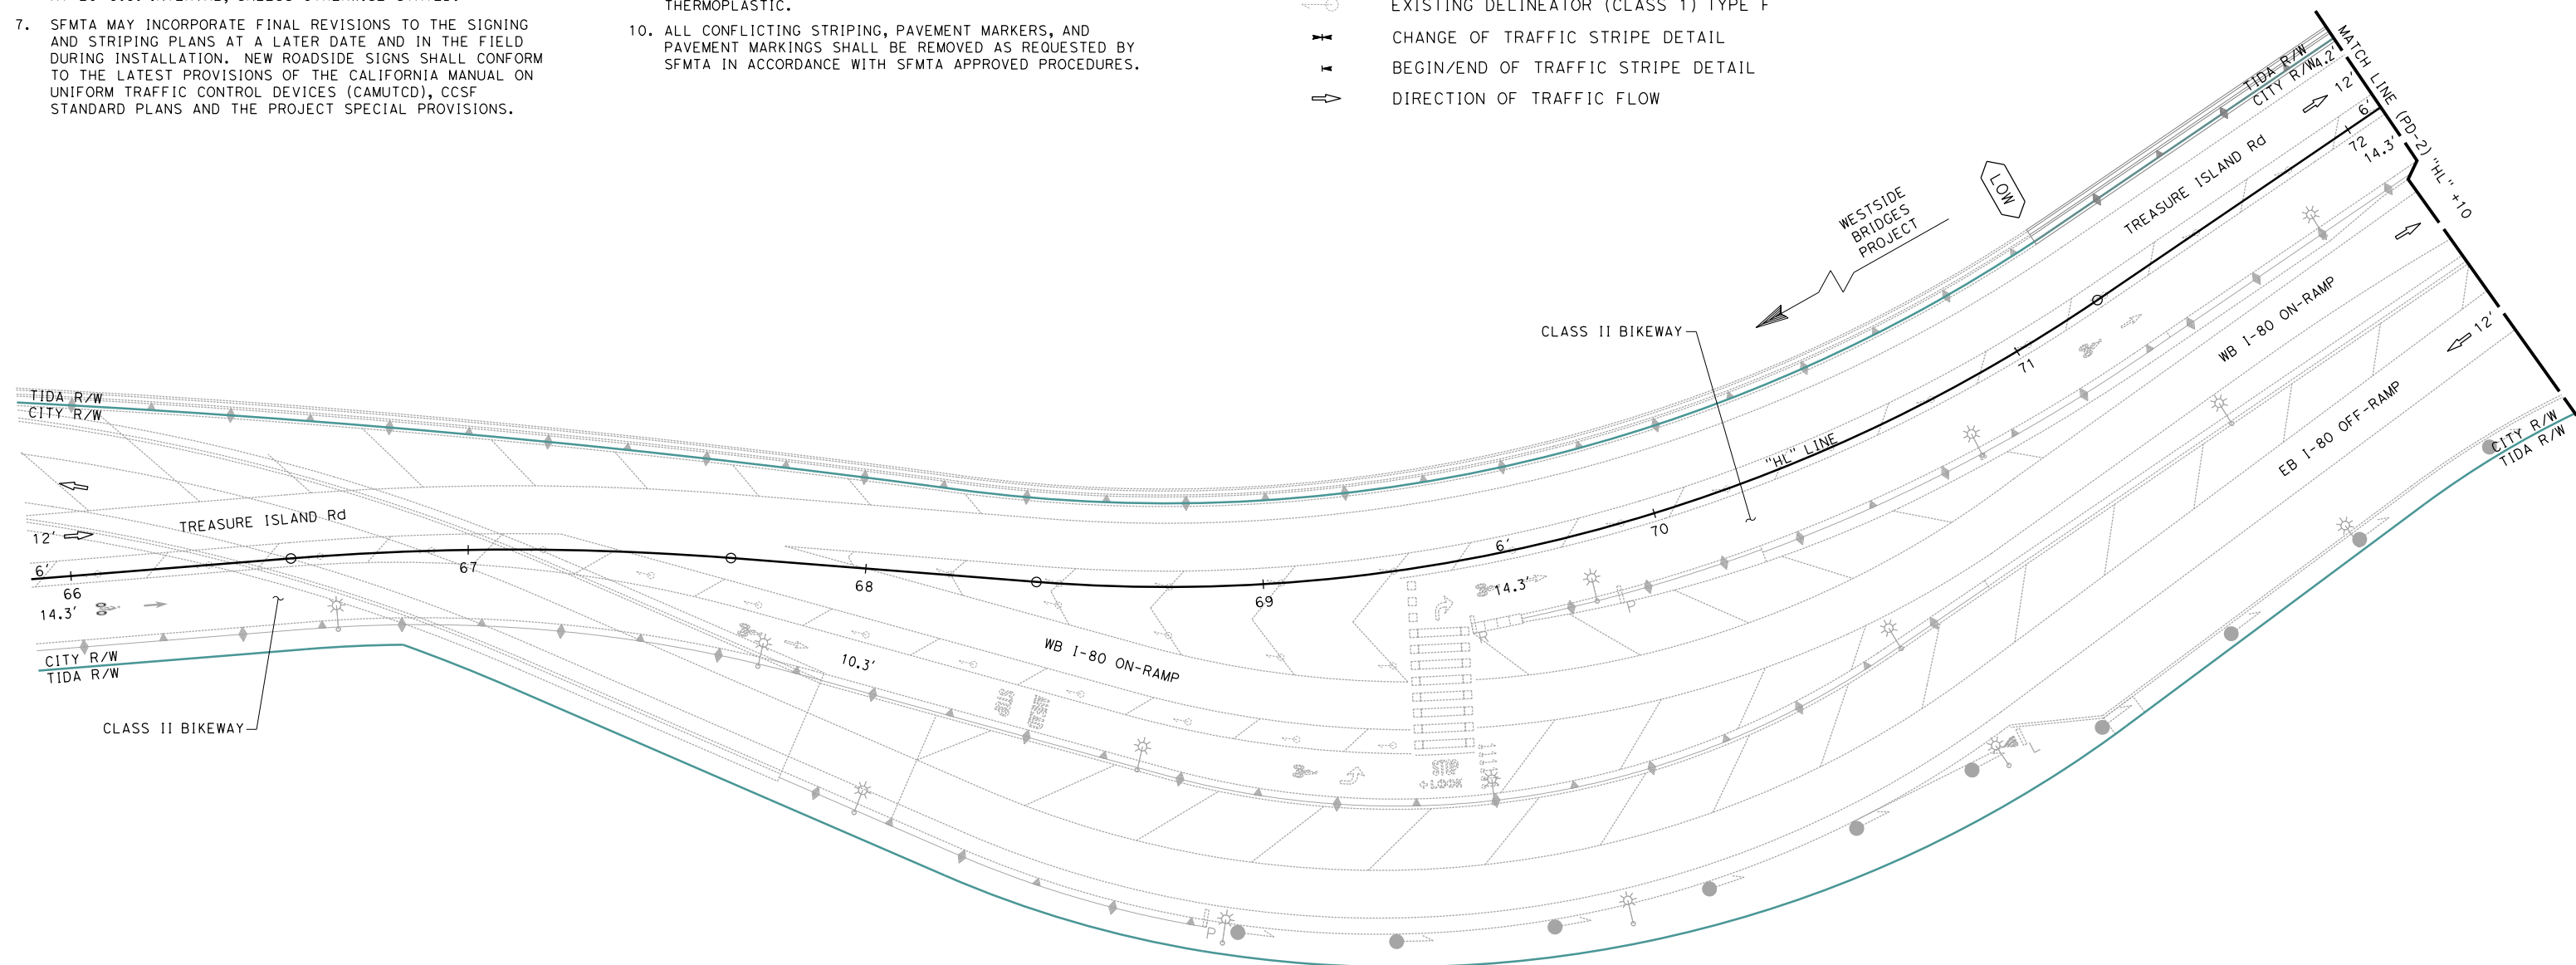 7. SFMTA MAY INCORPORATE FINAL REVISIONS TO THE SIGNING
AND STRIPING PLANS AT A LATER DATE AND IN THE FIELD
DURING INSTALLATION. NEW ROADSIDE SIGNS SHALL CONFORM
TO THE LATEST PROVISIONS OF THE CALIFORNIA MANUAL ON
UNIFORM TRAFFIC CONTROL DEVICES (CAMUTCD), CCSF
STANDARD PLANS AND THE PROJECT SPECIAL PROVISIONS.
THERMOPLASTIC.
10. ALL CONFLICTING STRIPING, PAVEMENT MARKERS, AND
PAVEMENT MARKINGS SHALL BE REMOVED AS REQUESTED BY
SFMTA IN ACCORDANCE WITH SFMTA APPROVED PROCEDURES.
EXISTING DELINEATOR (CLASS 1) TYPE F
CHANGE OF TRAFFIC STRIPE DETAIL
BEGIN/END OF TRAFFIC STRIPE DETAIL
DIRECTION OF TRAFFIC FLOW
MATCH LINE (PD-2) "HL" +10
TIDA R/W
CITY R/W
4.2'
12'
6'
72
14.3'
TREASURE ISLAND Rd
LOW
WESTSIDE
BRIDGES
PROJECT
WB I-80 ON-RAMP
12'
EB I-80 OFF-RAMP
CITY R/W
TIDA R/W
CLASS II BIKEWAY
71
"HL" LINE
70
6'
14.3'
TIDA R/W
CITY R/W
TREASURE ISLAND Rd
12'
6'
66
67
68
69
14.3'
CITY R/W
TIDA R/W
CLASS II BIKEWAY
10.3'
WB I-80 ON-RAMP
R
P
STOP
+LOOK
L
P